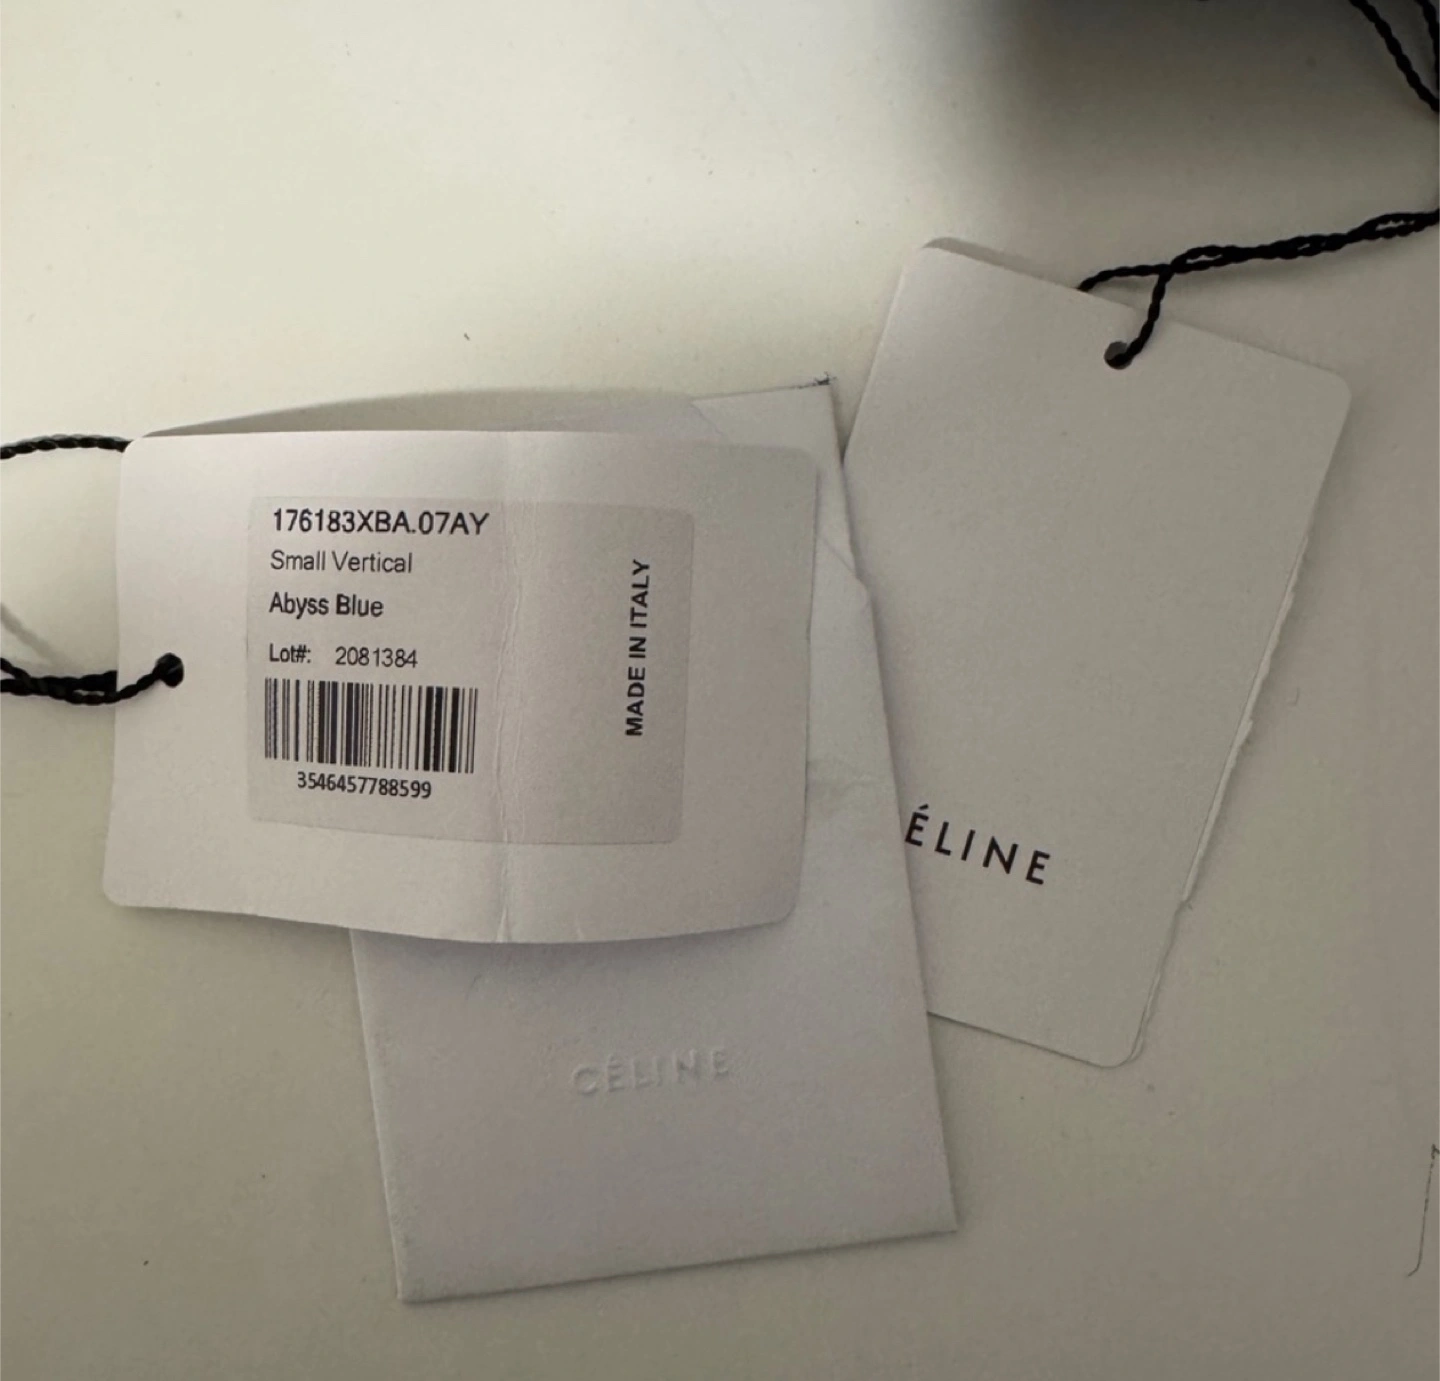 176183XBA.07AY
Small Vertical
Abyss Blue
Lot#: 2081384
3546457788599
MADE IN ITALY
ÉLINE
CÉLINE